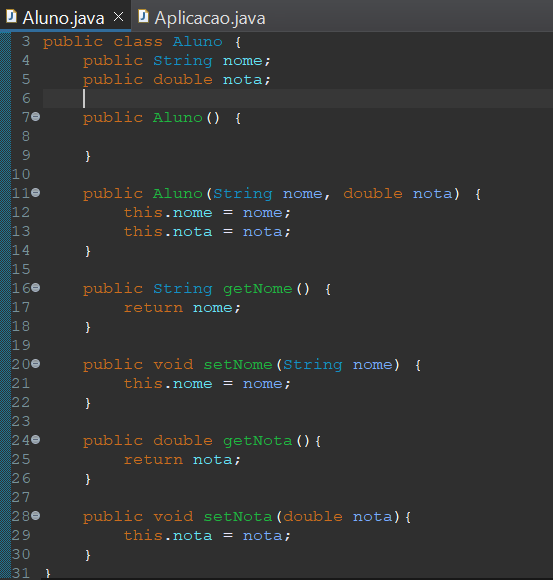 Aluno.java × Aplicacao.java
3 public class Aluno {
4 public String nome;
5 public double nota;
6
7 public Aluno() {
8
9 }
10
11 public Aluno(String nome, double nota) {
12 this.nome = nome;
13 this.nota = nota;
14 }
15
16 public String getNome() {
17 return nome;
18 }
19
20 public void setNome(String nome) {
21 this.nome = nome;
22 }
23
24 public double getNota(){
25 return nota;
26 }
27
28 public void setNota(double nota){
29 this.nota = nota;
30 }
31 }